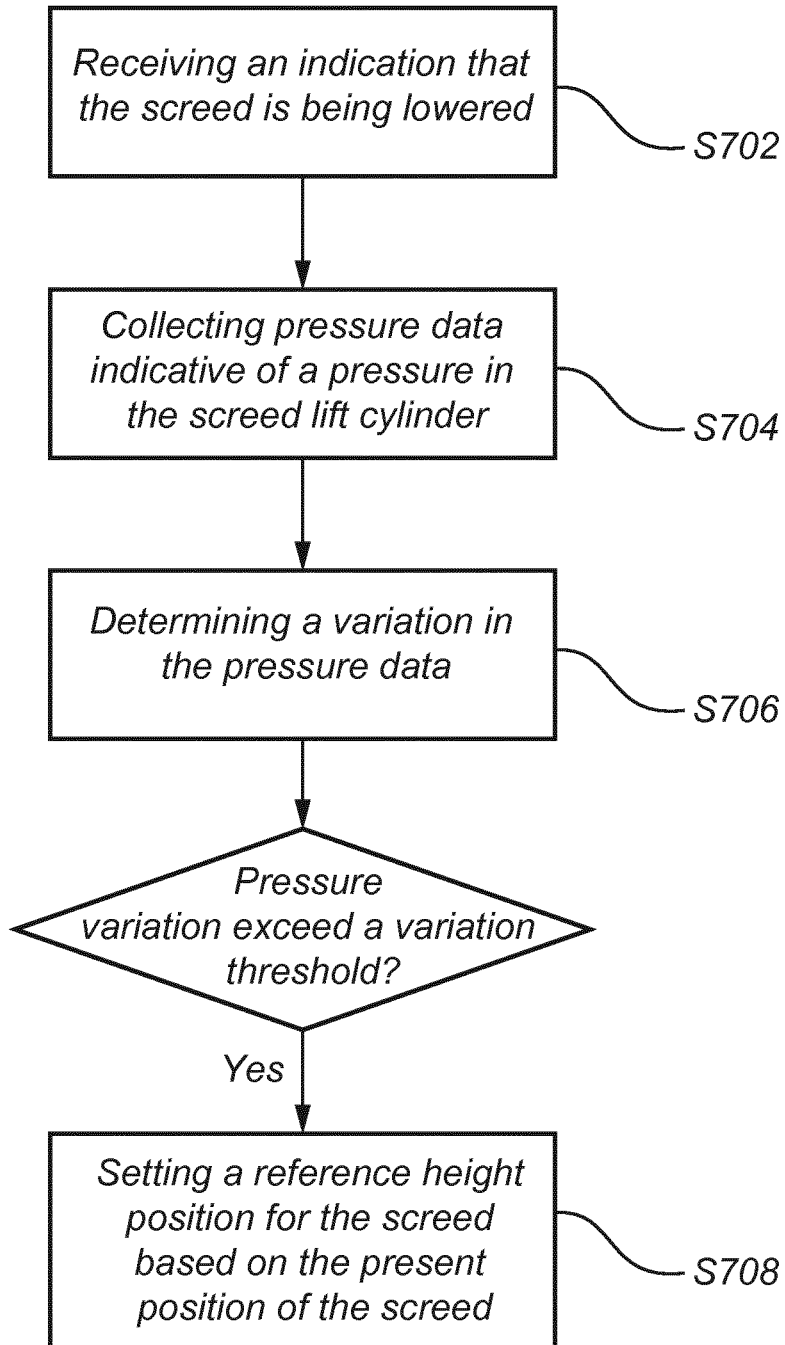 Receiving an indication that
the screed is being lowered
S702
Collecting pressure data
indicative of a pressure in
the screed lift cylinder
S704
Determining a variation in
the pressure data
S706
Pressure
variation exceed a variation
threshold?
Yes
Setting a reference height
position for the screed
based on the present
position of the screed
S708